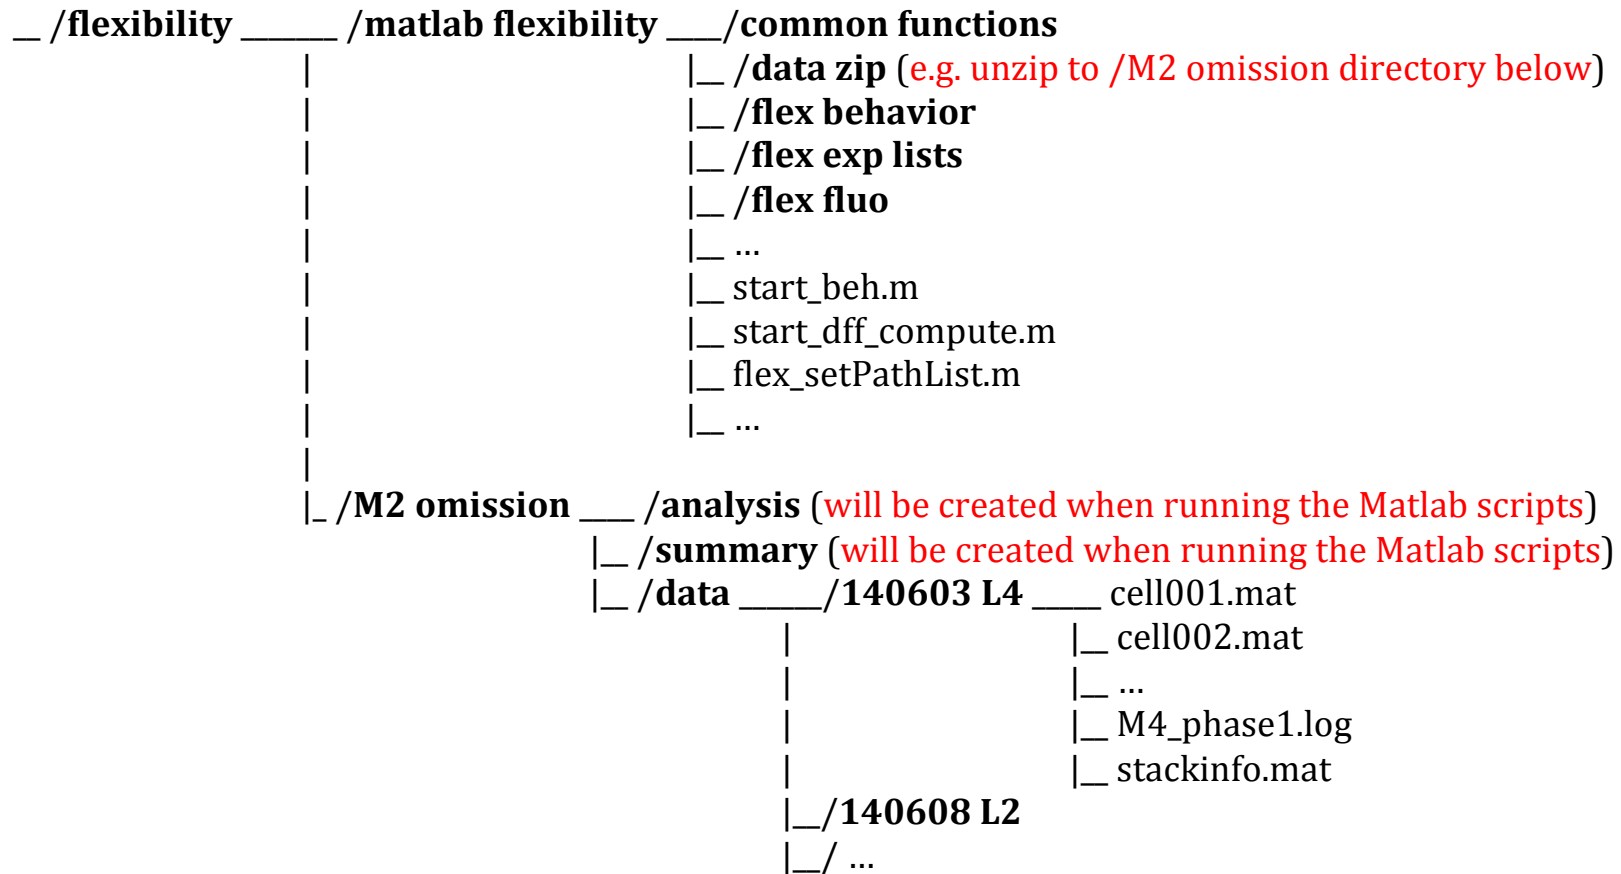 __ /flexibility _______ /matlab flexibility ____/common functions
| |__ /data zip (e.g. unzip to /M2 omission directory below)
| |__ /flex behavior
| |__ /flex exp lists
| |__ /flex fluo
| |__ ...
| |__ start_beh.m
| |__ start_dff_compute.m
| |__ flex_setPathList.m
| |__ ...
|
|_ /M2 omission ____ /analysis (will be created when running the Matlab scripts)
|__ /summary (will be created when running the Matlab scripts)
|__ /data ______/140603 L4 _____ cell001.mat
| |__ cell002.mat
| |__ ...
| |__ M4_phase1.log
| |__ stackinfo.mat
|__/140608 L2
|__/ ...